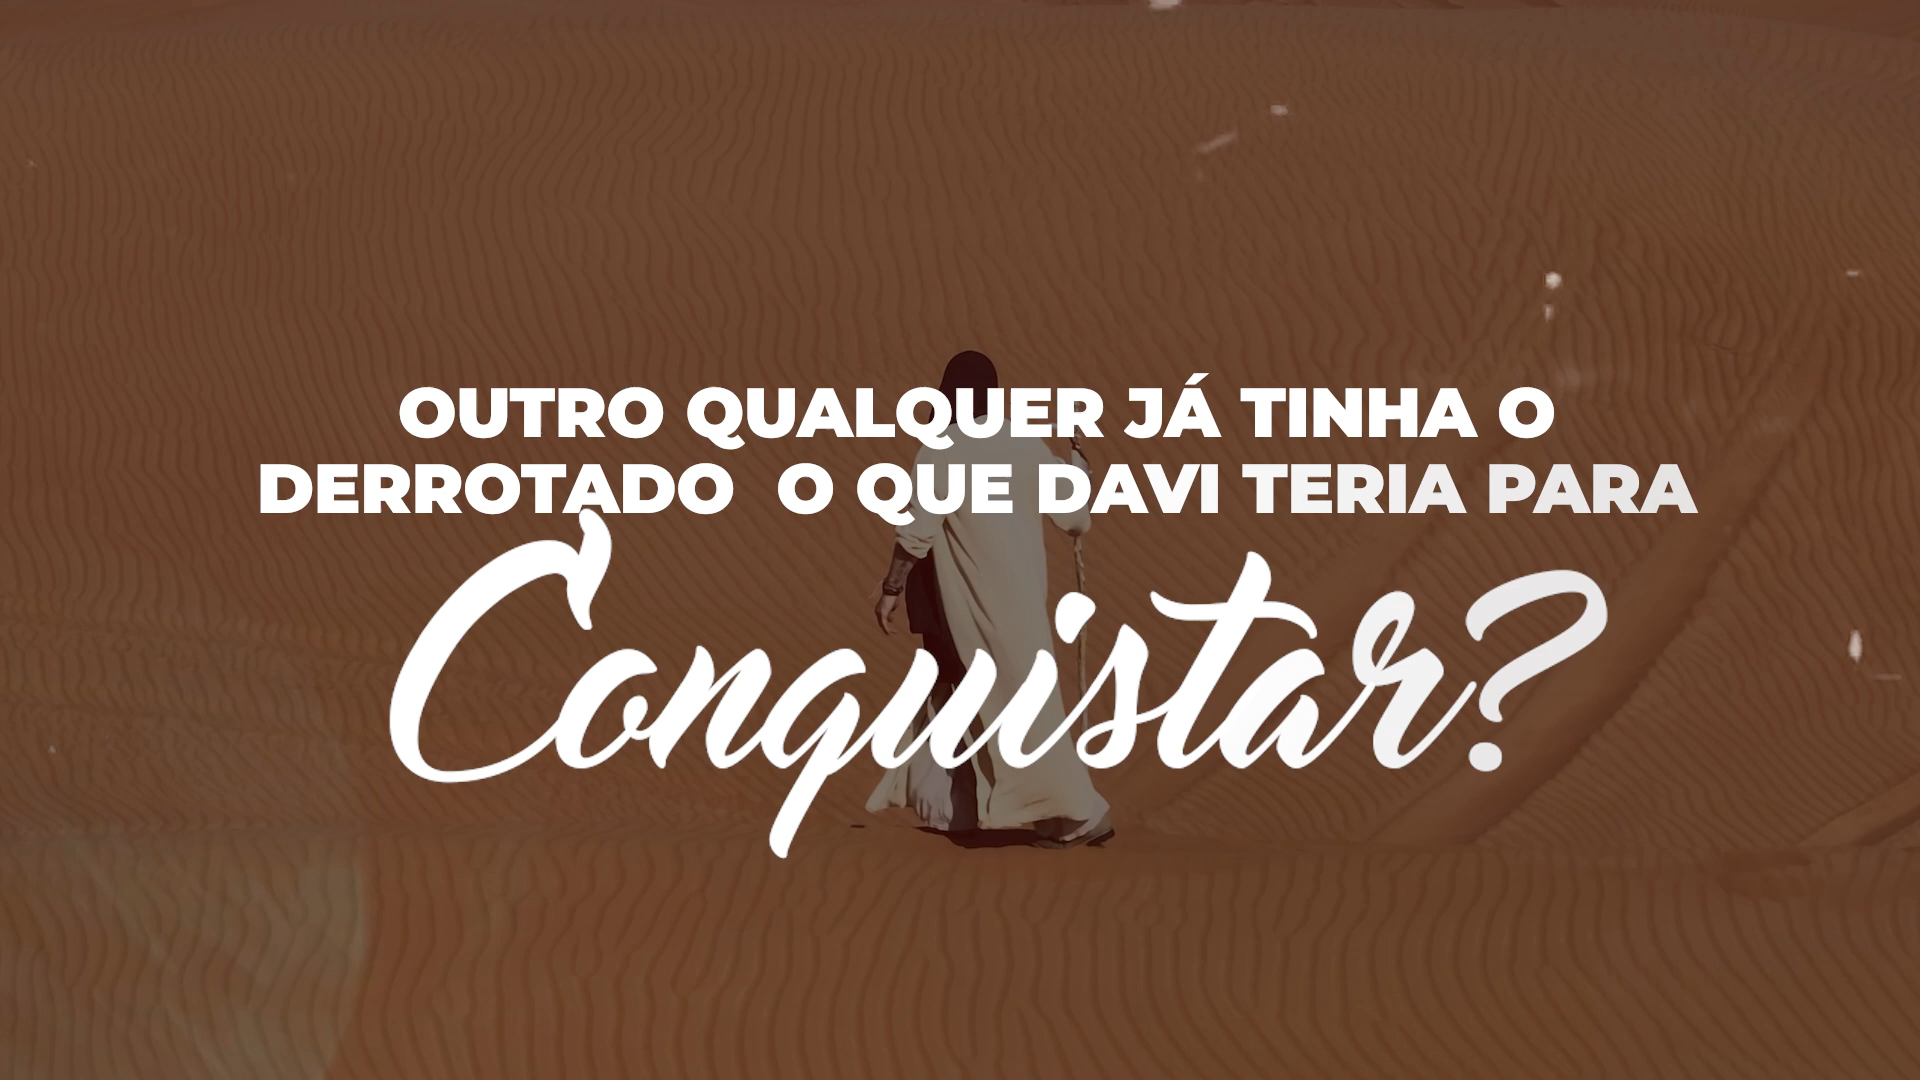 OUTRO QUALQUER JÁ TINHA O
DERROTADO  O QUE DAVI TERIA PARA
Conquistar?